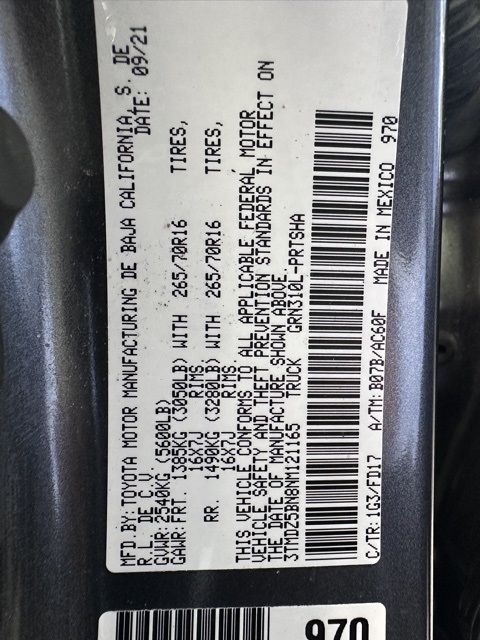 MFD.BY:TOYOTA MOTOR MANUFACTURING DE BAJA CALIFORNIA, S. DE
R.L. DE C.V. DATE: 09/21
GVWR:2540KG (5600LB)
GAWR:FRT. 1385KG (3050LB) WITH 265/70R16 TIRES,
16X7J RIMS
RR. 1490KG (3280LB) WITH 265/70R16 TIRES,
16X7J RIMS
THIS VEHICLE CONFORMS TO ALL APPLICABLE FEDERAL MOTOR
VEHICLE SAFETY AND THEFT PREVENTION STANDARDS IN EFFECT ON
THE DATE OF MANUFACTURE SHOWN ABOVE.
3TMDZ5BN8NM121165 TRUCK GRN310L-PRTSHA
C/TR:1G3/FD17 A/TM:B07B/AC60F MADE IN MEXICO 970
970